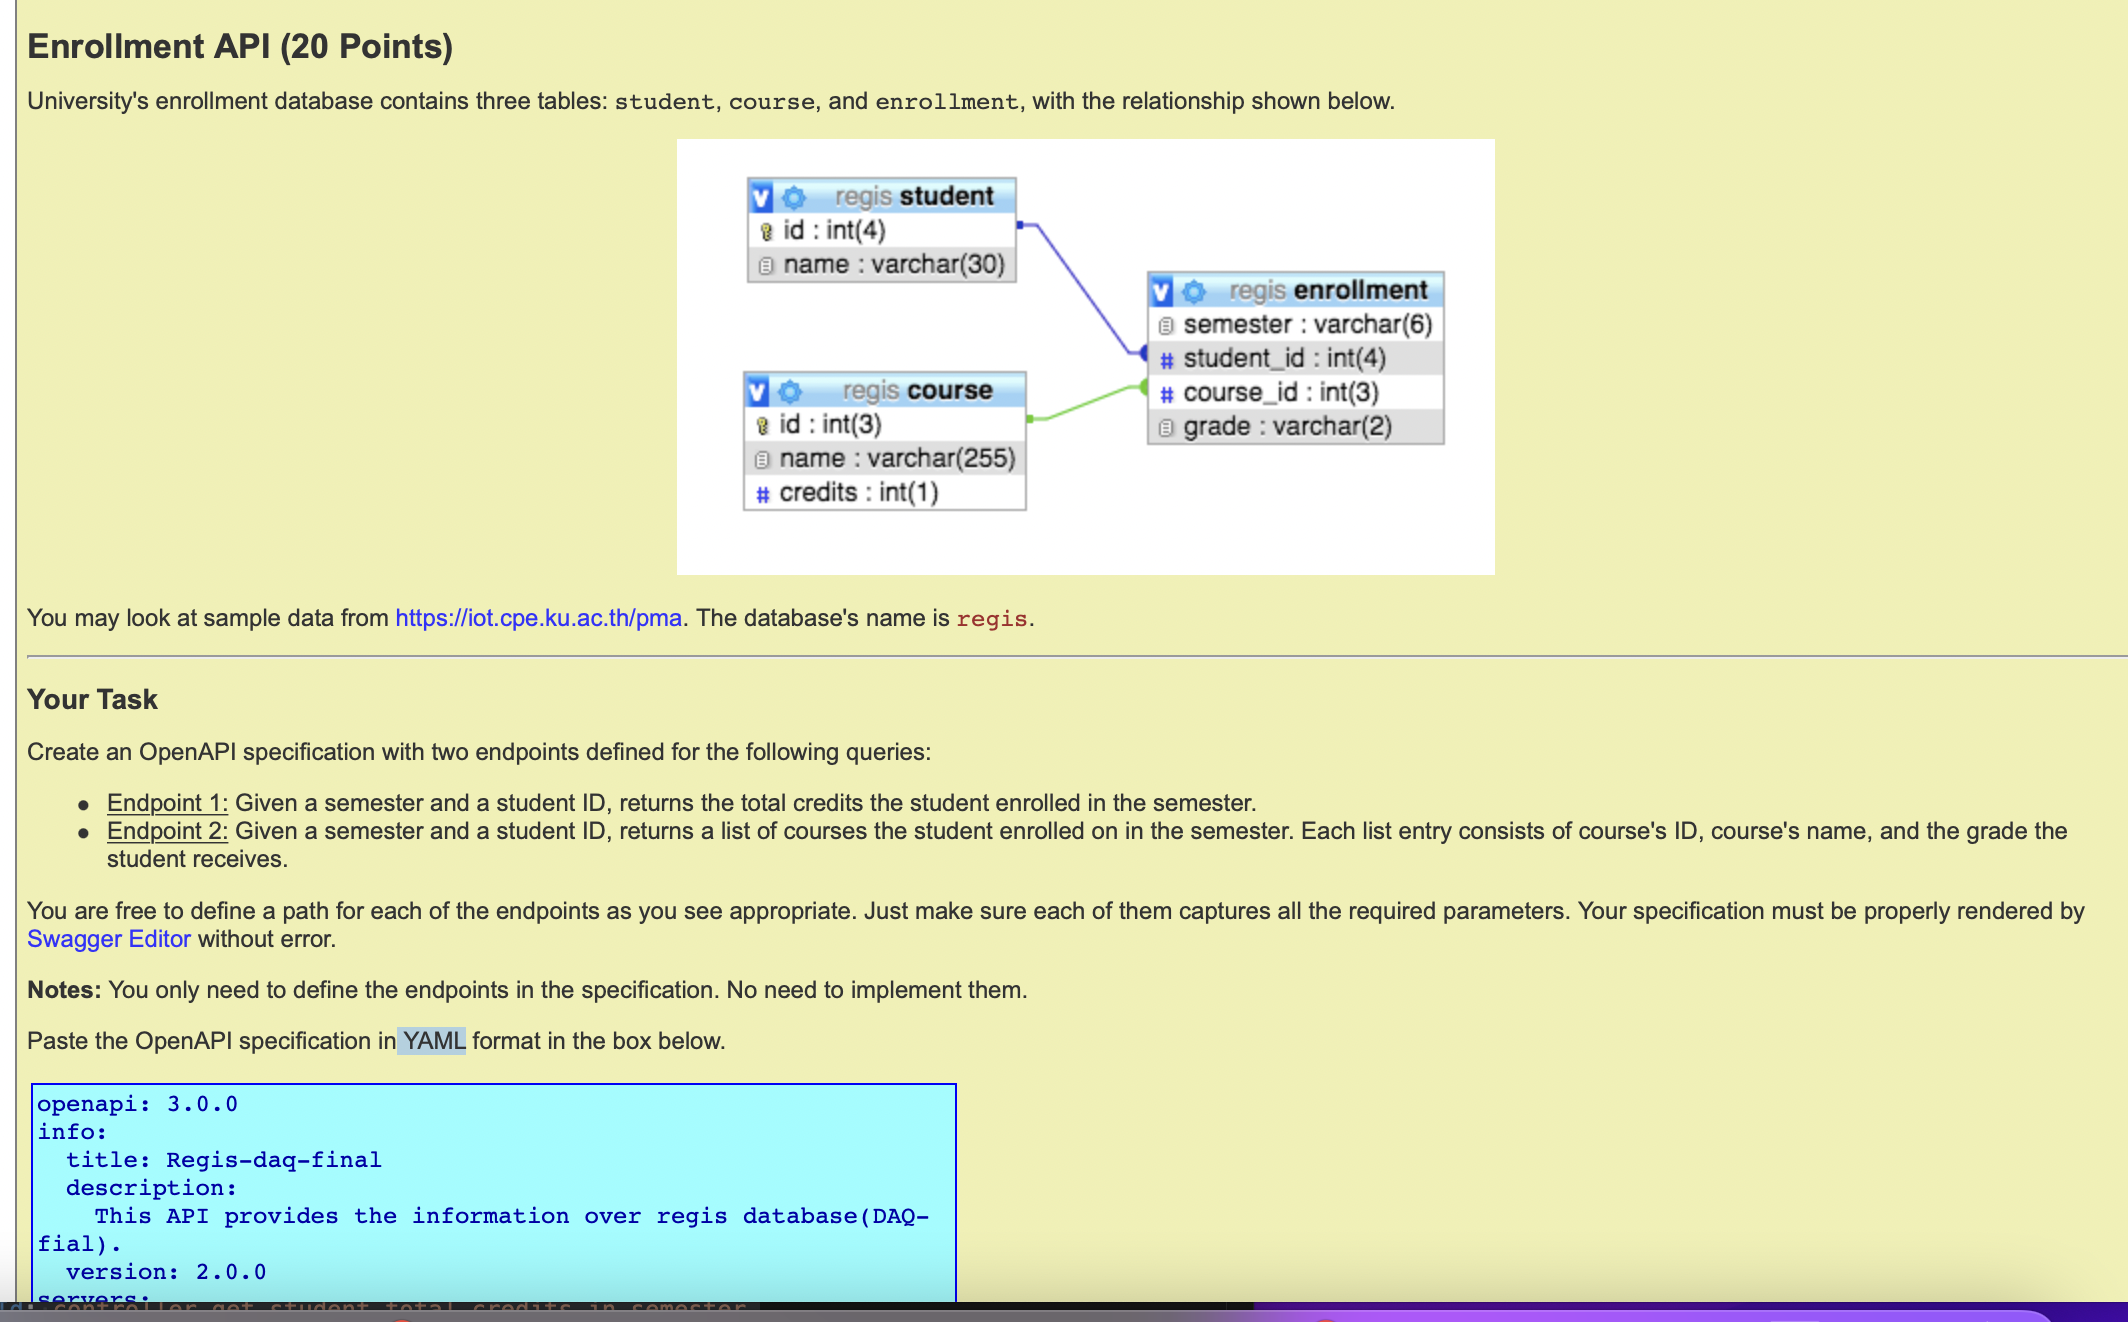 Enrollment API (20 Points)
University's enrollment database contains three tables: student, course, and enrollment, with the relationship shown below.
regis student
id : int(4)
name : varchar(30)
regis enrollment
semester : varchar(6)
# student_id : int(4)
# course_id : int(3)
grade : varchar(2)
regis course
id : int(3)
name : varchar(255)
# credits : int(1)
You may look at sample data from https://iot.cpe.ku.ac.th/pma. The database's name is regis.
Your Task
Create an OpenAPI specification with two endpoints defined for the following queries:
● Endpoint 1: Given a semester and a student ID, returns the total credits the student enrolled in the semester.
● Endpoint 2: Given a semester and a student ID, returns a list of courses the student enrolled on in the semester. Each list entry consists of course's ID, course's name, and the grade the
student receives.
You are free to define a path for each of the endpoints as you see appropriate. Just make sure each of them captures all the required parameters. Your specification must be properly rendered by
Swagger Editor without error.
Notes: You only need to define the endpoints in the specification. No need to implement them.
Paste the OpenAPI specification in YAML format in the box below.
openapi: 3.0.0
info:
  title: Regis-daq-final
  description:
    This API provides the information over regis database(DAQ-
fial).
  version: 2.0.0
servers:
Id: controller.get_student_total_credits_in_semester